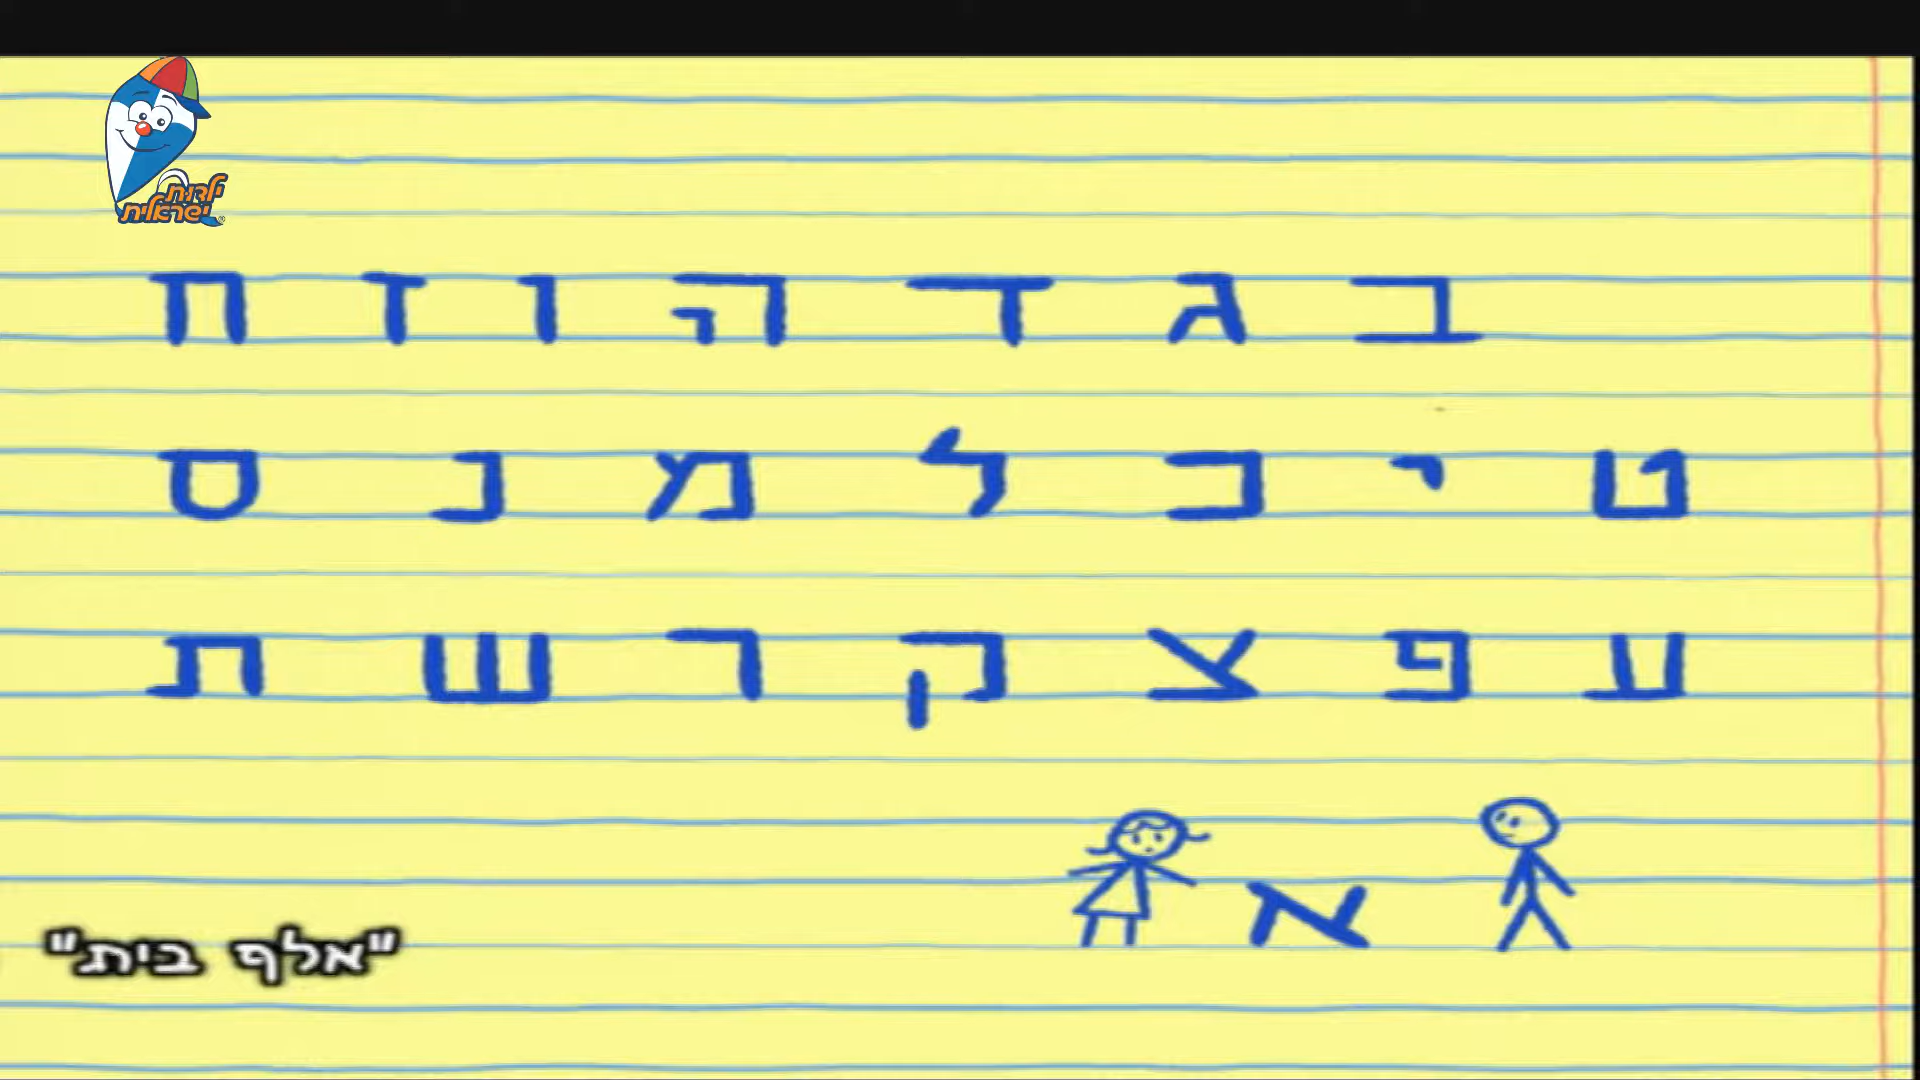 ילדות
ישראלית
ב ג ד ה ו ז ח
ט י כ ל מ נ ס
ע פ צ ק ר ש ת
א
"אלף בית"